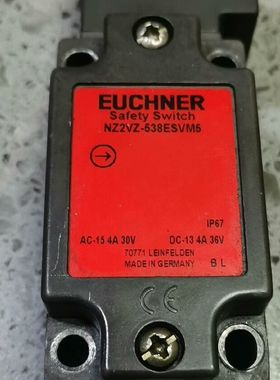 EUCHNER
Safety Switch
NZ2VZ-538ESVM5
IP67
AC-15 4A 30V DC-13 4A 36V
70771 LEINFELDEN
MADE IN GERMANY B L
CE